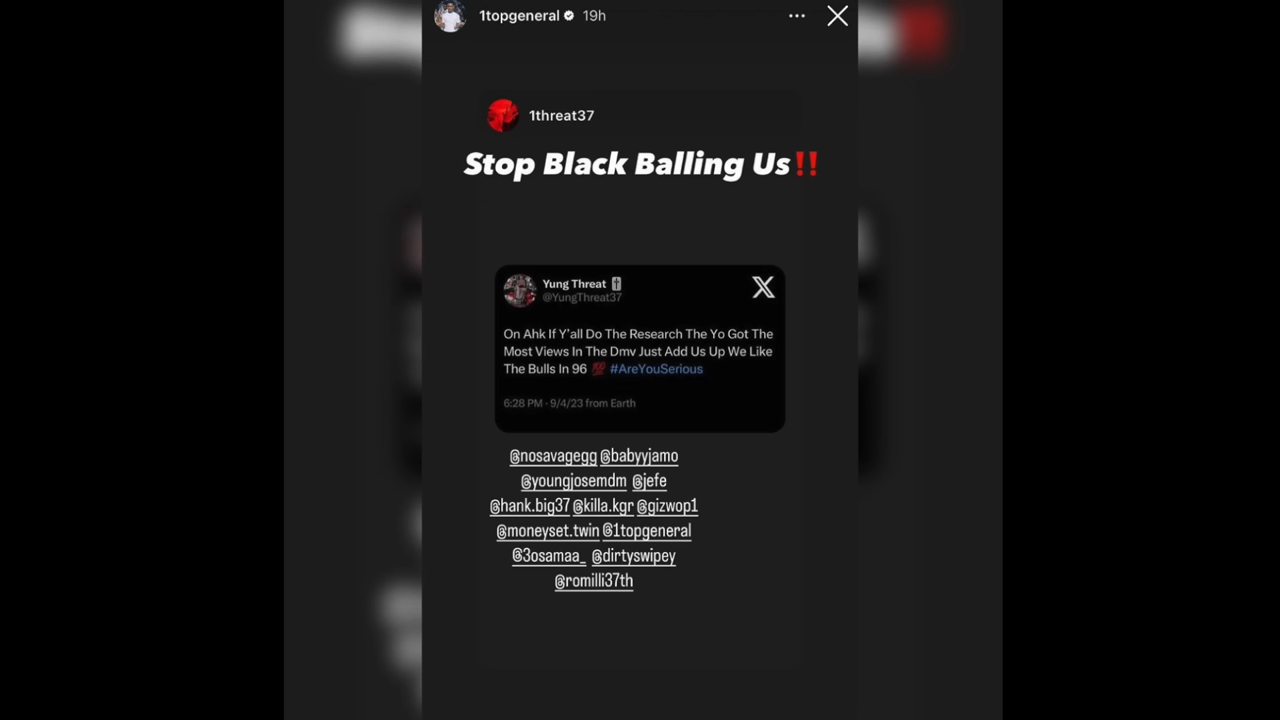 1topgeneral 19h
1threat37
Stop Black Balling Us‼️
Yung Threat
@YungThreat37
On Ahk If Y'all Do The Research The Yo Got The
Most Views In The Dmv Just Add Us Up We Like
The Bulls In 96 💯 #AreYouSerious
6:28 PM · 9/4/23 from Earth
@nosavagegg @babyyjamo
@youngjosemdm @jefe
@hank.big37 @killa.kgr @gizwop1
@moneyset.twin @1topgeneral
@3osamaa_ @dirtyswipey
@romilli37th